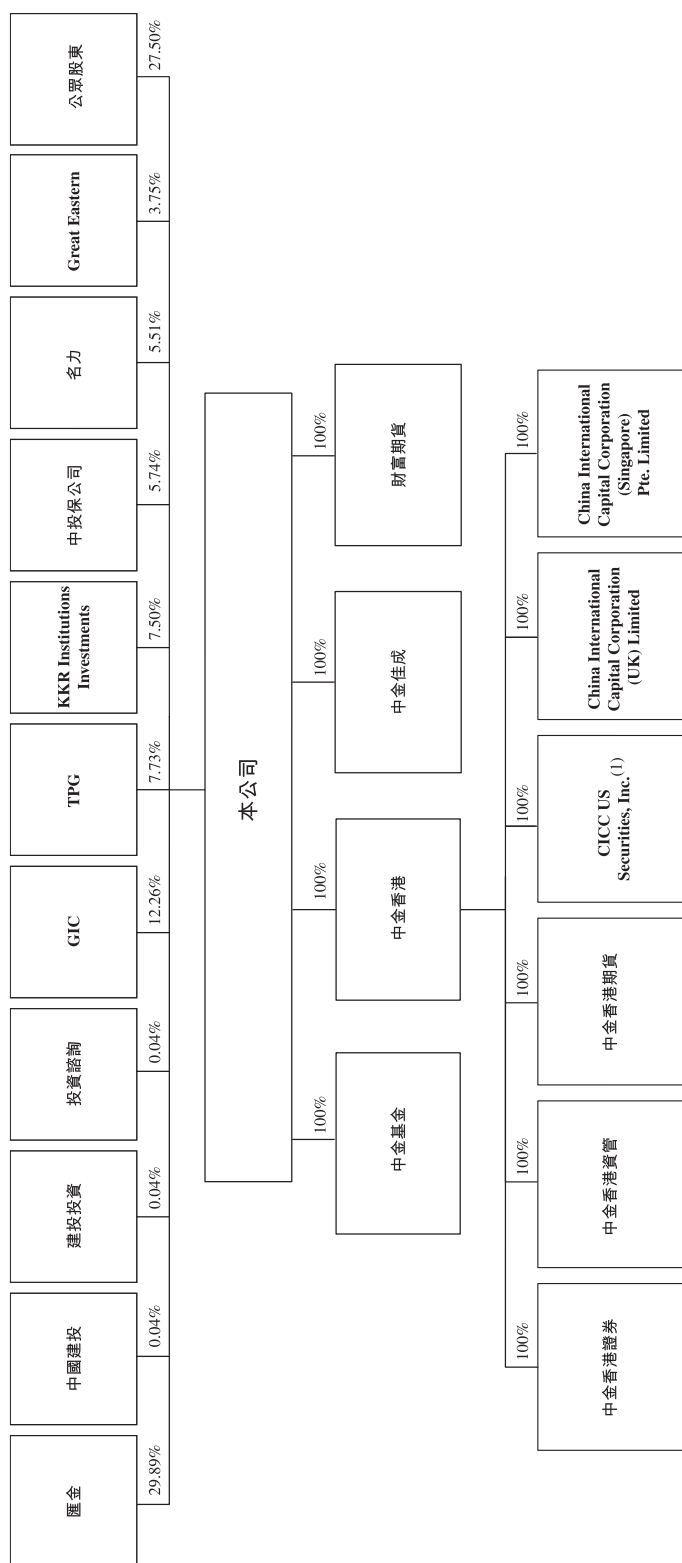 匯金
中國建投
建投投資
投資諮詢
GIC
TPG
KKR Institutions
Investments
中投保公司
名力
Great Eastern
公眾股東
29.89%
0.04%
0.04%
0.04%
12.26%
7.73%
7.50%
5.74%
5.51%
3.75%
27.50%
本公司
100%
100%
100%
100%
中金基金
中金香港
中金佳成
財富期貨
100%
100%
100%
100%
100%
100%
中金香港證券
中金香港資管
中金香港期貨
CICC US
Securities, Inc.(1)
China International
Capital Corporation
(UK) Limited
China International
Capital Corporation
(Singapore)
Pte. Limited